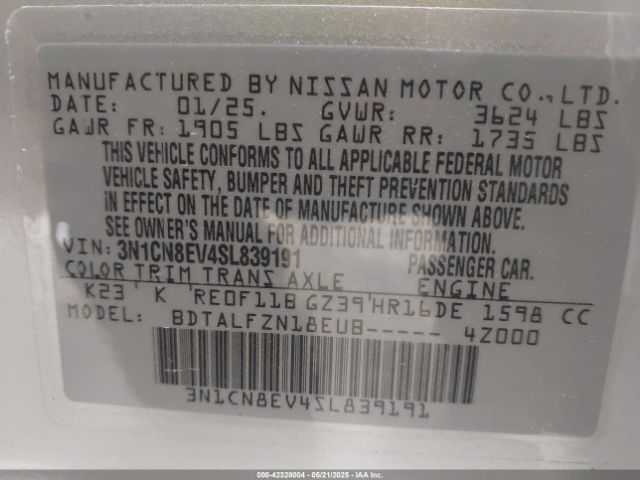 MANUFACTURED BY NISSAN MOTOR CO., LTD.
DATE: 01/25. GVWR: 3624 LBS
GAWR FR: 1905 LBS GAWR RR: 1735 LBS
THIS VEHICLE CONFORMS TO ALL APPLICABLE FEDERAL MOTOR
VEHICLE SAFETY, BUMPER AND THEFT PREVENTION STANDARDS
IN EFFECT ON THE DATE OF MANUFACTURE SHOWN ABOVE.
SEE OWNER'S MANUAL FOR ADDITIONAL INFORMATION.
VIN: 3N1CN8EV4SL839191 PASSENGER CAR.
COLOR TRIM TRANS AXLE ENGINE
K23 K RE0F11B GZ39 HR16DE 1598 CC
MODEL: BDTALFZN18EUB----- 4Z000
3N1CN8EV4SL839191
000-42328004 - 05/21/2025 - IAAI Copyright